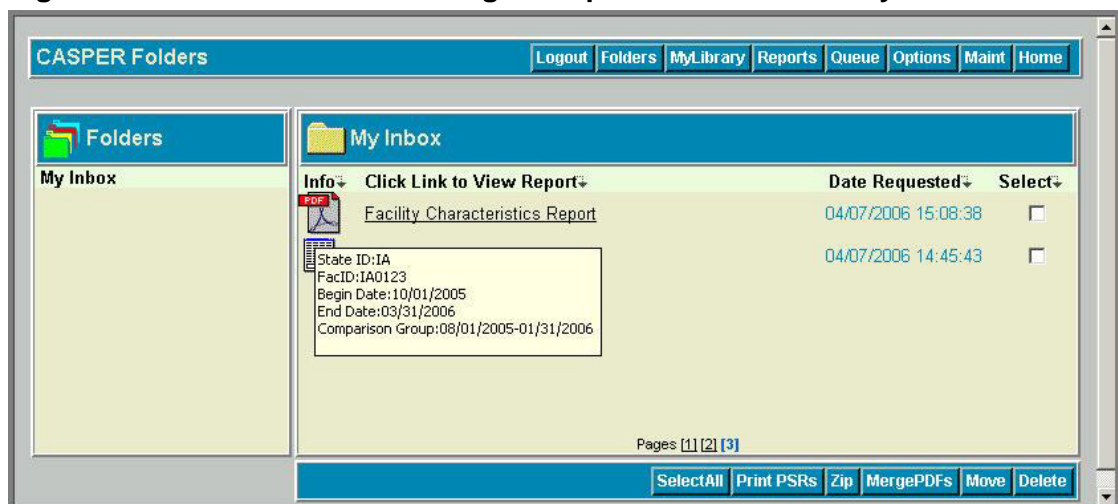 CASPER Folders
Logout Folders MyLibrary Reports Queue Options Maint Home
Folders
My Inbox
My Inbox
Info Click Link to View Report Date Requested Select
PDF
Facility Characteristics Report 04/07/2006 15:08:38
04/07/2006 14:45:43
State ID:IA
FacID:IA0123
Begin Date:10/01/2005
End Date:03/31/2006
Comparison Group:08/01/2005-01/31/2006
Pages [1] [2] [3]
SelectAll Print PSRs Zip MergePDFs Move Delete